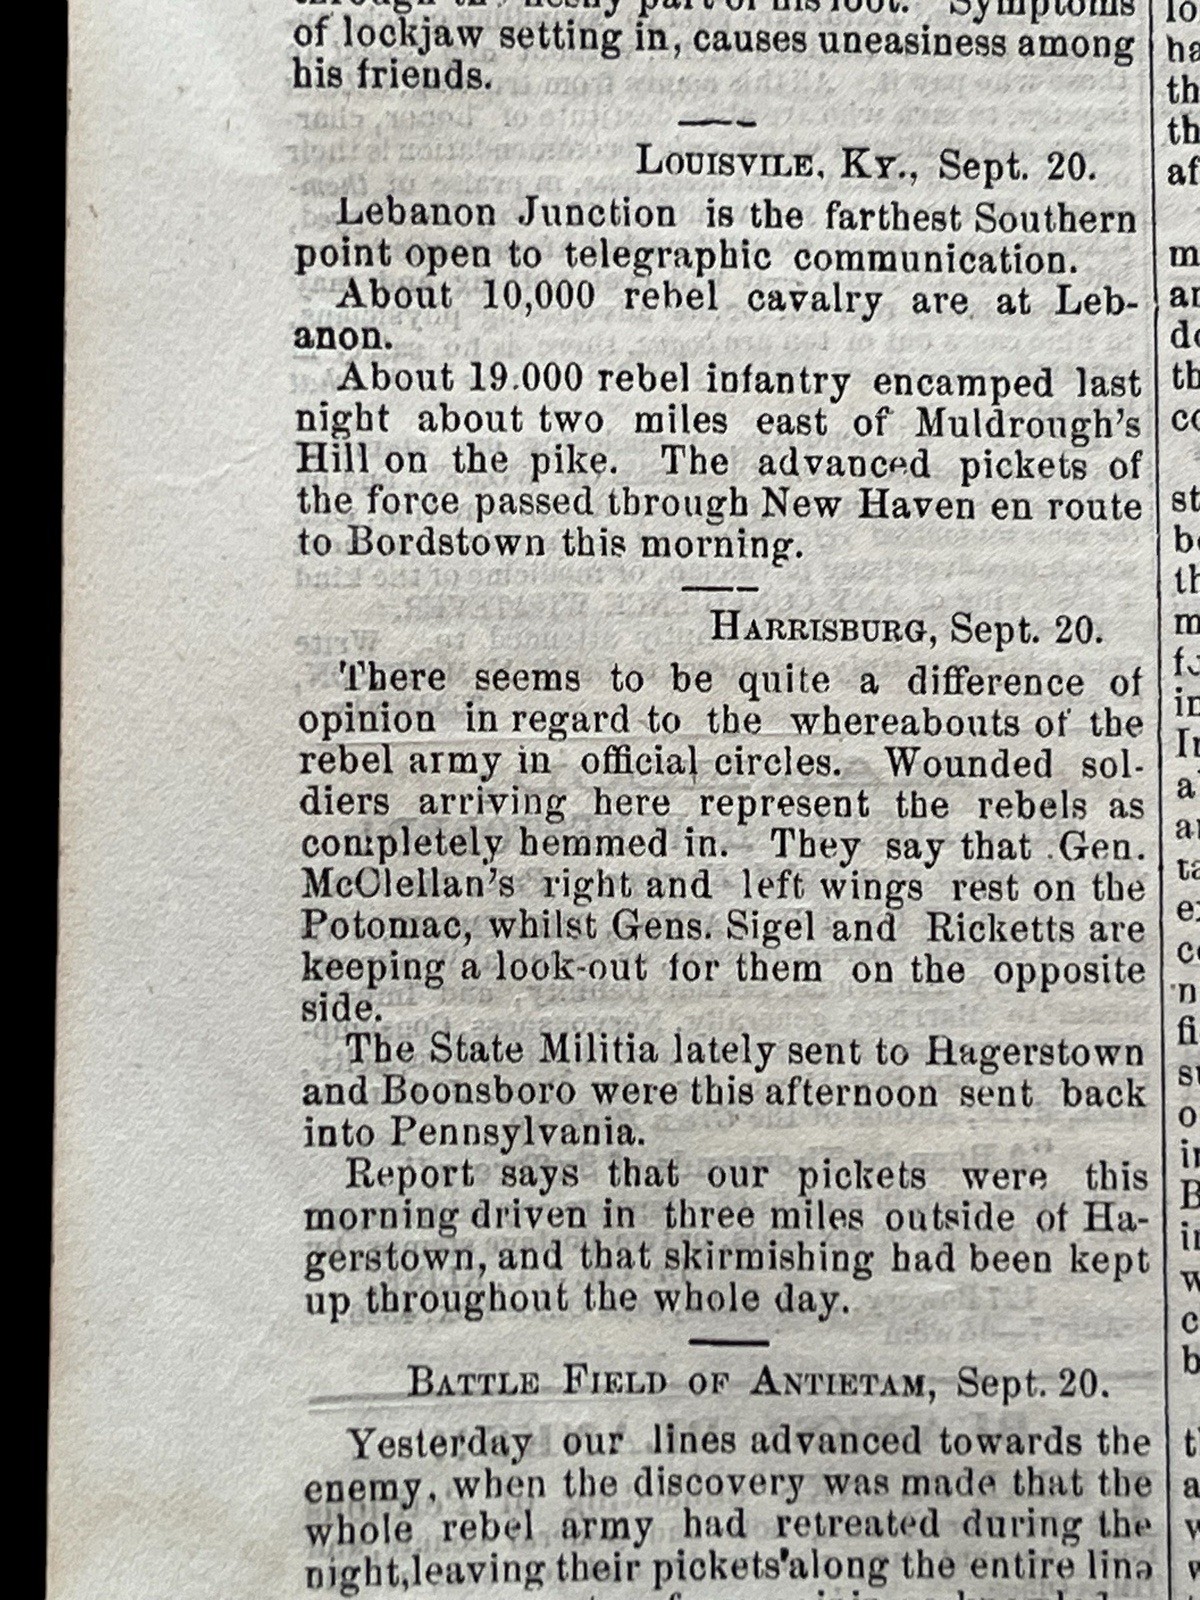 of lockjaw setting in, causes uneasiness among
his friends.
Louisvile, Ky., Sept. 20.
Lebanon Junction is the farthest Southern
point open to telegraphic communication.
About 10,000 rebel cavalry are at Leb-
anon.
About 19.000 rebel infantry encamped last
night about two miles east of Muldrough's
Hill on the pike. The advanced pickets of
the force passed through New Haven en route
to Bordstown this morning.
Harrisburg, Sept. 20.
There seems to be quite a difference of
opinion in regard to the whereabouts of the
rebel army in official circles. Wounded sol-
diers arriving here represent the rebels as
completely hemmed in. They say that Gen.
McClellan's right and left wings rest on the
Potomac, whilst Gens. Sigel and Ricketts are
keeping a look-out for them on the opposite
side.
The State Militia lately sent to Hagerstown
and Boonsboro were this afternoon sent back
into Pennsylvania.
Report says that our pickets were this
morning driven in three miles outside of Ha-
gerstown, and that skirmishing had been kept
up throughout the whole day.
Battle Field of Antietam, Sept. 20.
Yesterday our lines advanced towards the
enemy, when the discovery was made that the
whole rebel army had retreated during the
night, leaving their pickets along the entire line